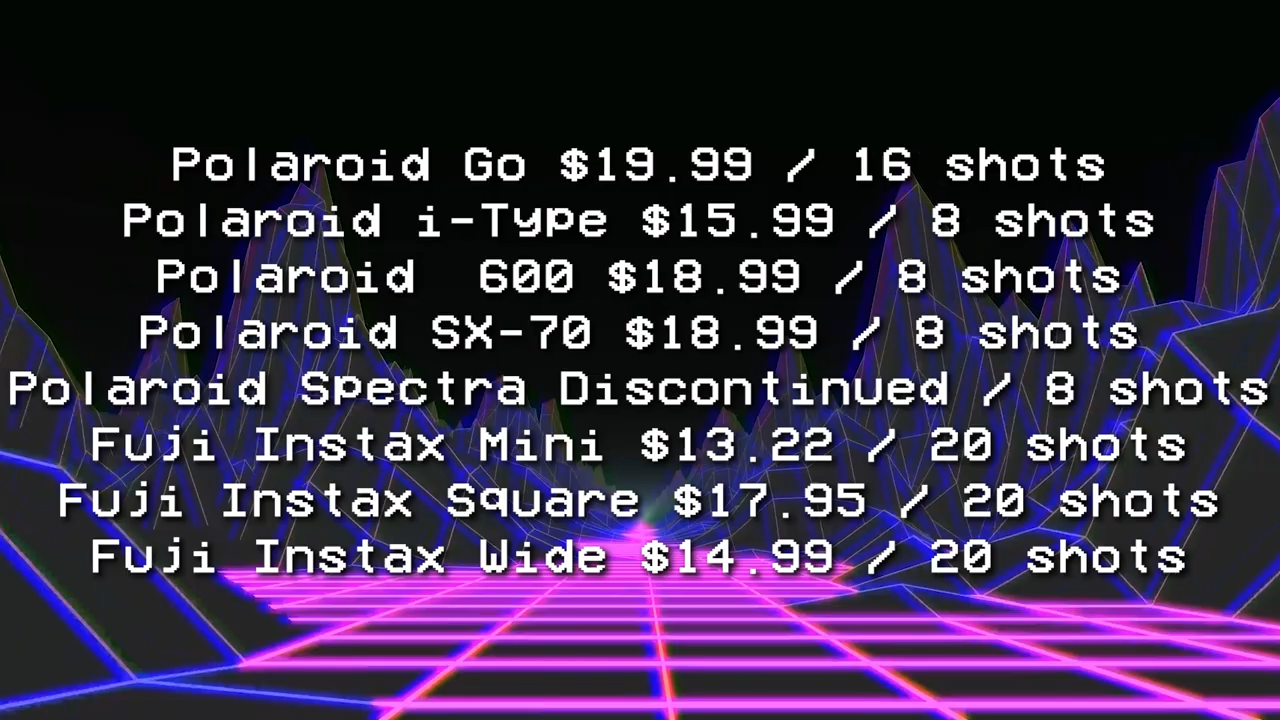 Polaroid Go $19.99 / 16 shots
Polaroid i-Type $15.99 / 8 shots
Polaroid  600 $18.99 / 8 shots
Polaroid SX-70 $18.99 / 8 shots
Polaroid Spectra Discontinued / 8 shots
Fuji Instax Mini $13.22 / 20 shots
Fuji Instax Square $17.95 / 20 shots
Fuji Instax Wide $14.99 / 20 shots